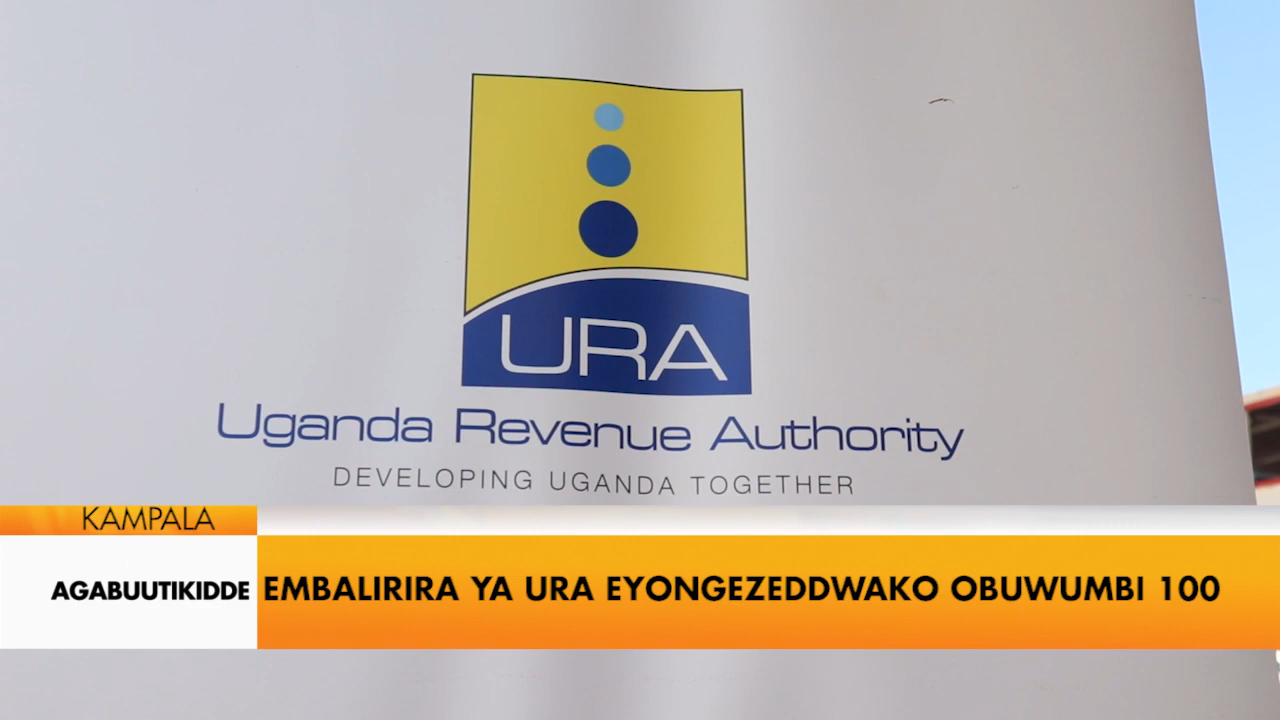 URA
Uganda Revenue Authority
DEVELOPING UGANDA TOGETHER
KAMPALA
AGABUUTIKIDDE
EMBALIRIRA YA URA EYONGEZEDDWAKO OBUWUMBI 100